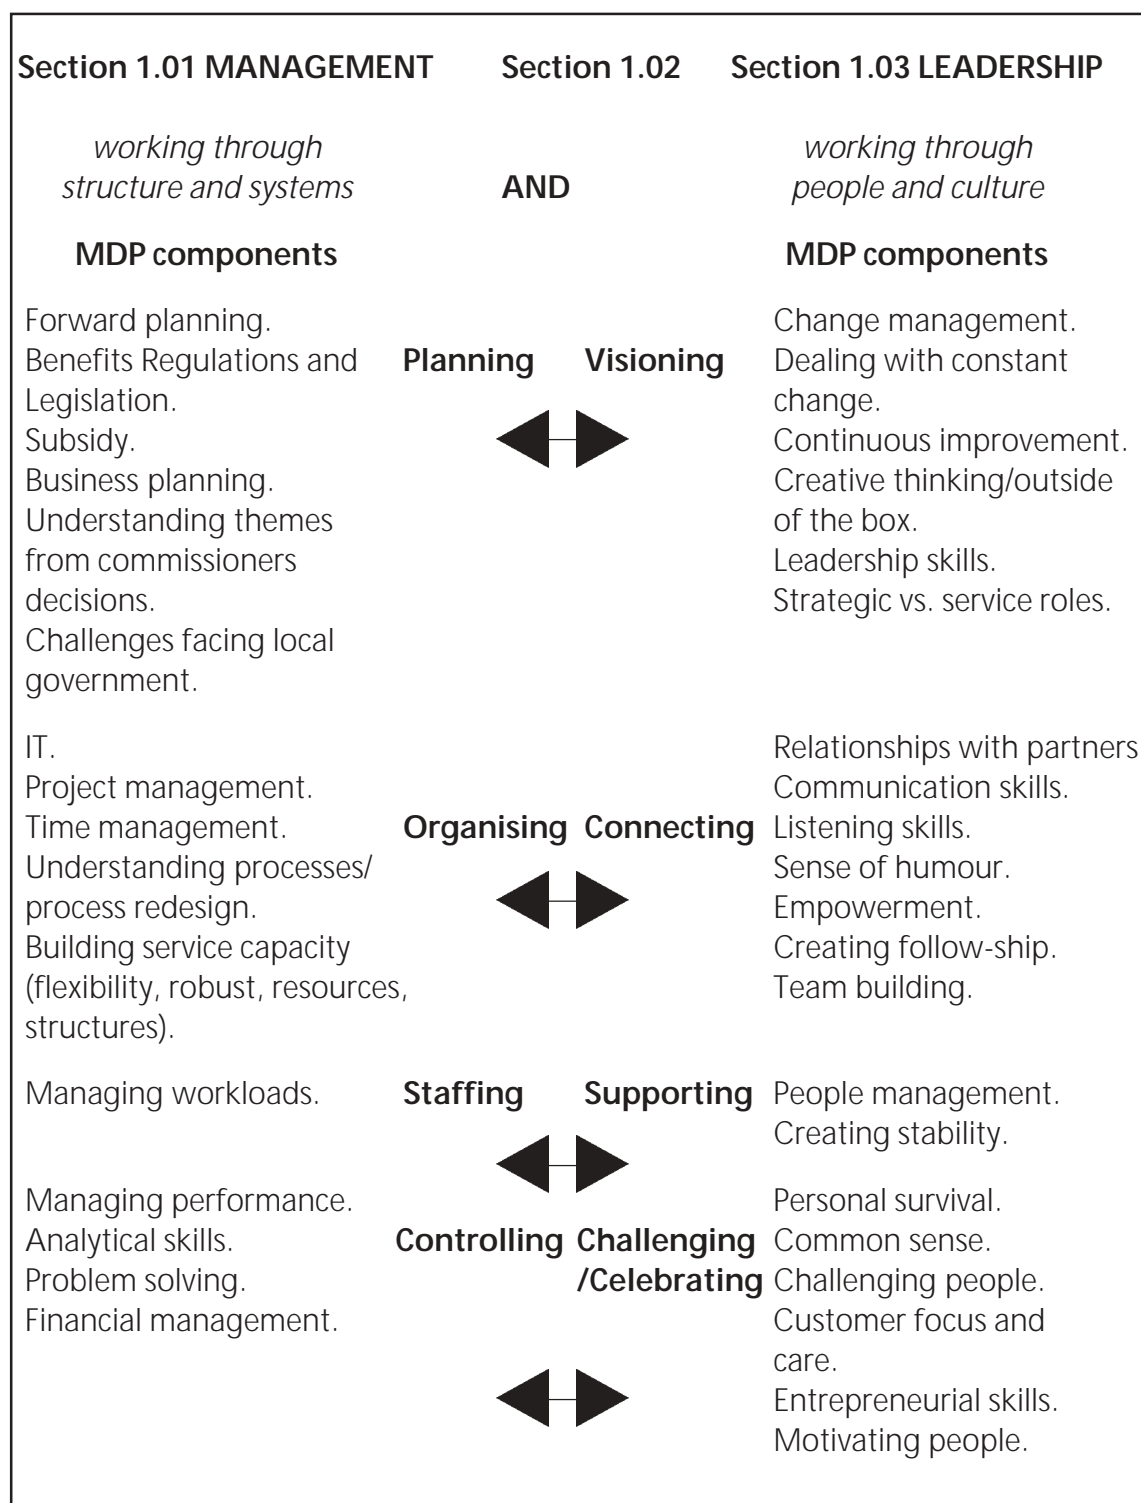 Section 1.01 MANAGEMENT Section 1.02 Section 1.03 LEADERSHIP
working through
structure and systems
AND
working through
people and culture
MDP components
MDP components
Forward planning.
Benefits Regulations and
Legislation.
Subsidy.
Business planning.
Understanding themes
from commissioners
decisions.
Challenges facing local
government.
Planning Visioning
Change management.
Dealing with constant
change.
Continuous improvement.
Creative thinking/outside
of the box.
Leadership skills.
Strategic vs. service roles.
IT.
Project management.
Time management.
Understanding processes/
process redesign.
Building service capacity
(flexibility, robust, resources,
structures).
Organising Connecting
Relationships with partners
Communication skills.
Listening skills.
Sense of humour.
Empowerment.
Creating follow-ship.
Team building.
Managing workloads.
Staffing Supporting
People management.
Creating stability.
Managing performance.
Analytical skills.
Problem solving.
Financial management.
Controlling Challenging
/Celebrating
Personal survival.
Common sense.
Challenging people.
Customer focus and
care.
Entrepreneurial skills.
Motivating people.